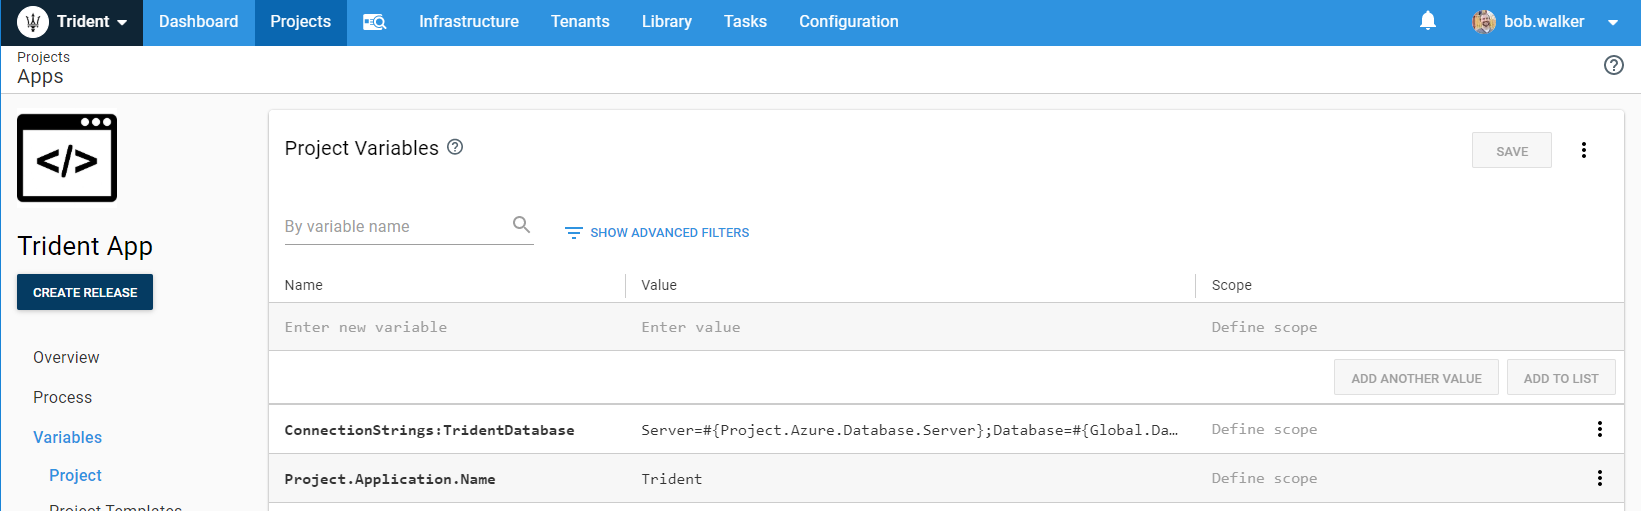 Trident Dashboard Projects Infrastructure Tenants Library Tasks Configuration bob.walker
Projects
Apps
</>
Project Variables
SAVE
By variable name
SHOW ADVANCED FILTERS
Trident App
CREATE RELEASE
Name Value Scope
Enter new variable Enter value Define scope
Overview
ADD ANOTHER VALUE ADD TO LIST
Process
Variables
ConnectionStrings:TridentDatabase Server=#{Project.Azure.Database.Server};Database=#{Global.Da… Define scope
Project
Project.Application.Name Trident Define scope
Project Templates